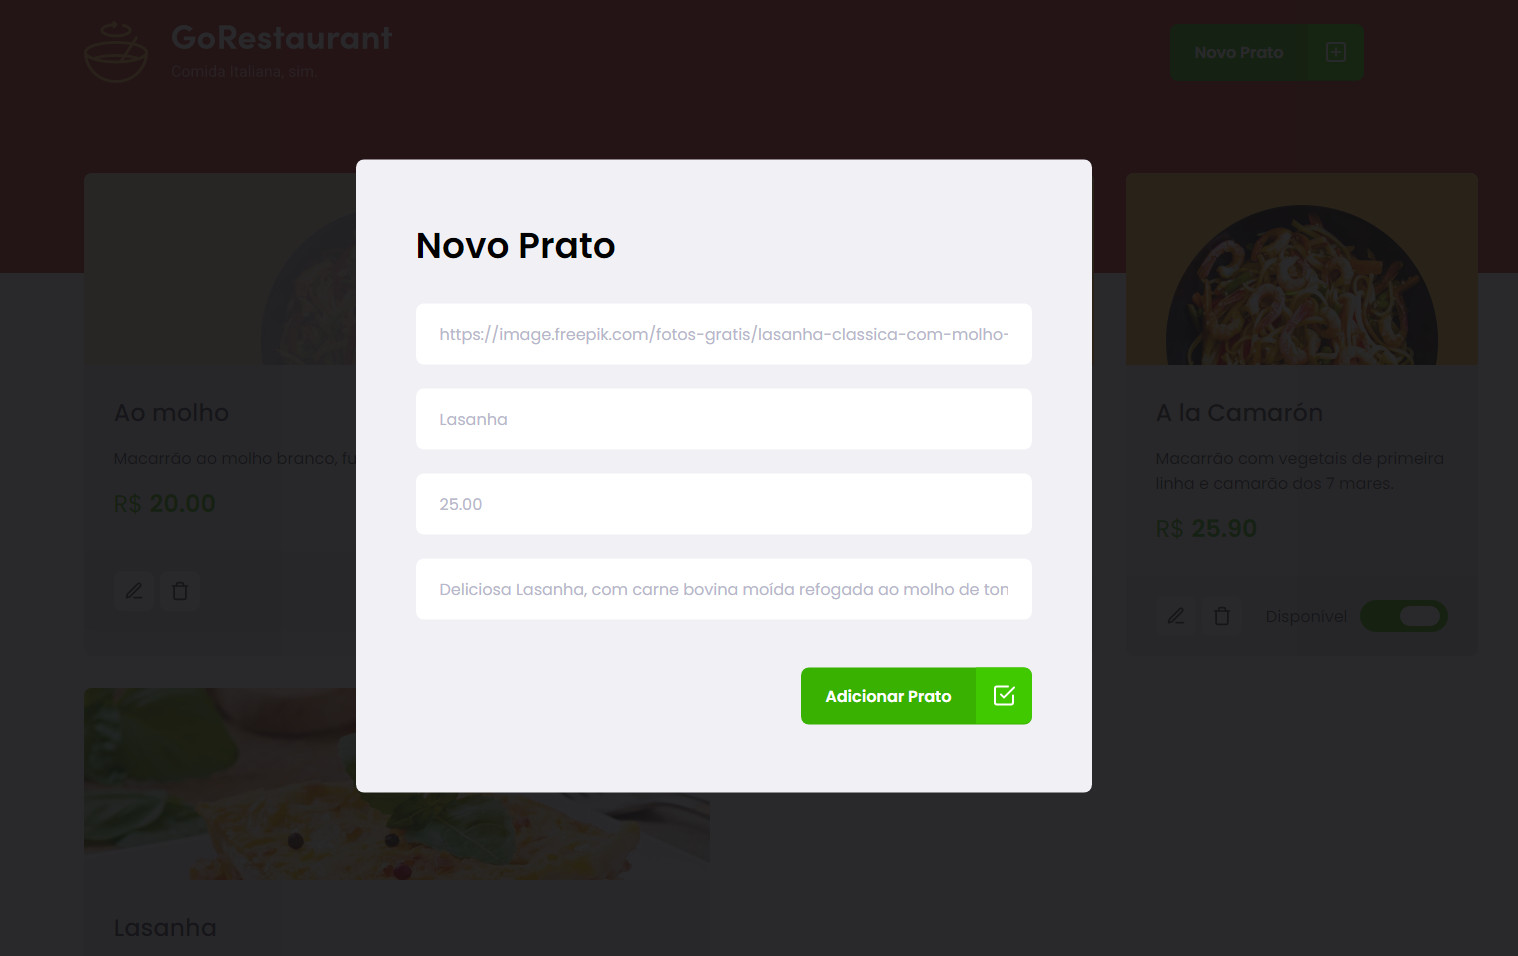 GoRestaurant
Comida Italiana, sim.
Novo Prato
Novo Prato
https://image.freepik.com/fotos-gratis/lasanha-classica-com-molho-
Lasanha
25.00
Deliciosa Lasanha, com carne bovina moída refogada ao molho de
Adicionar Prato
Ao molho
Macarrão ao molho branco,
R$ 20.00
A la Camarón
Macarrão com vegetais de primeira
linha e camarão dos 7 mares.
R$ 25.90
Disponível
Lasanha